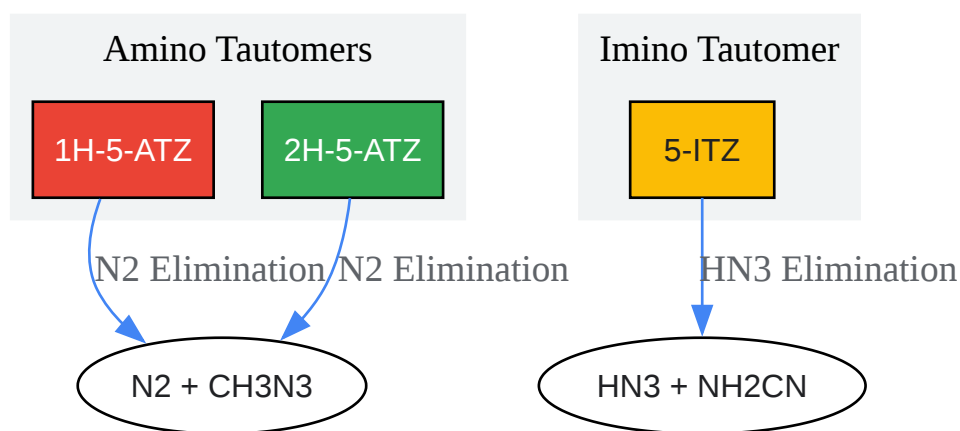 Amino Tautomers
Imino Tautomer
1H-5-ATZ
2H-5-ATZ
5-ITZ
N2 Elimination
N2 Elimination
HN3 Elimination
N2 + CH3N3
HN3 + NH2CN